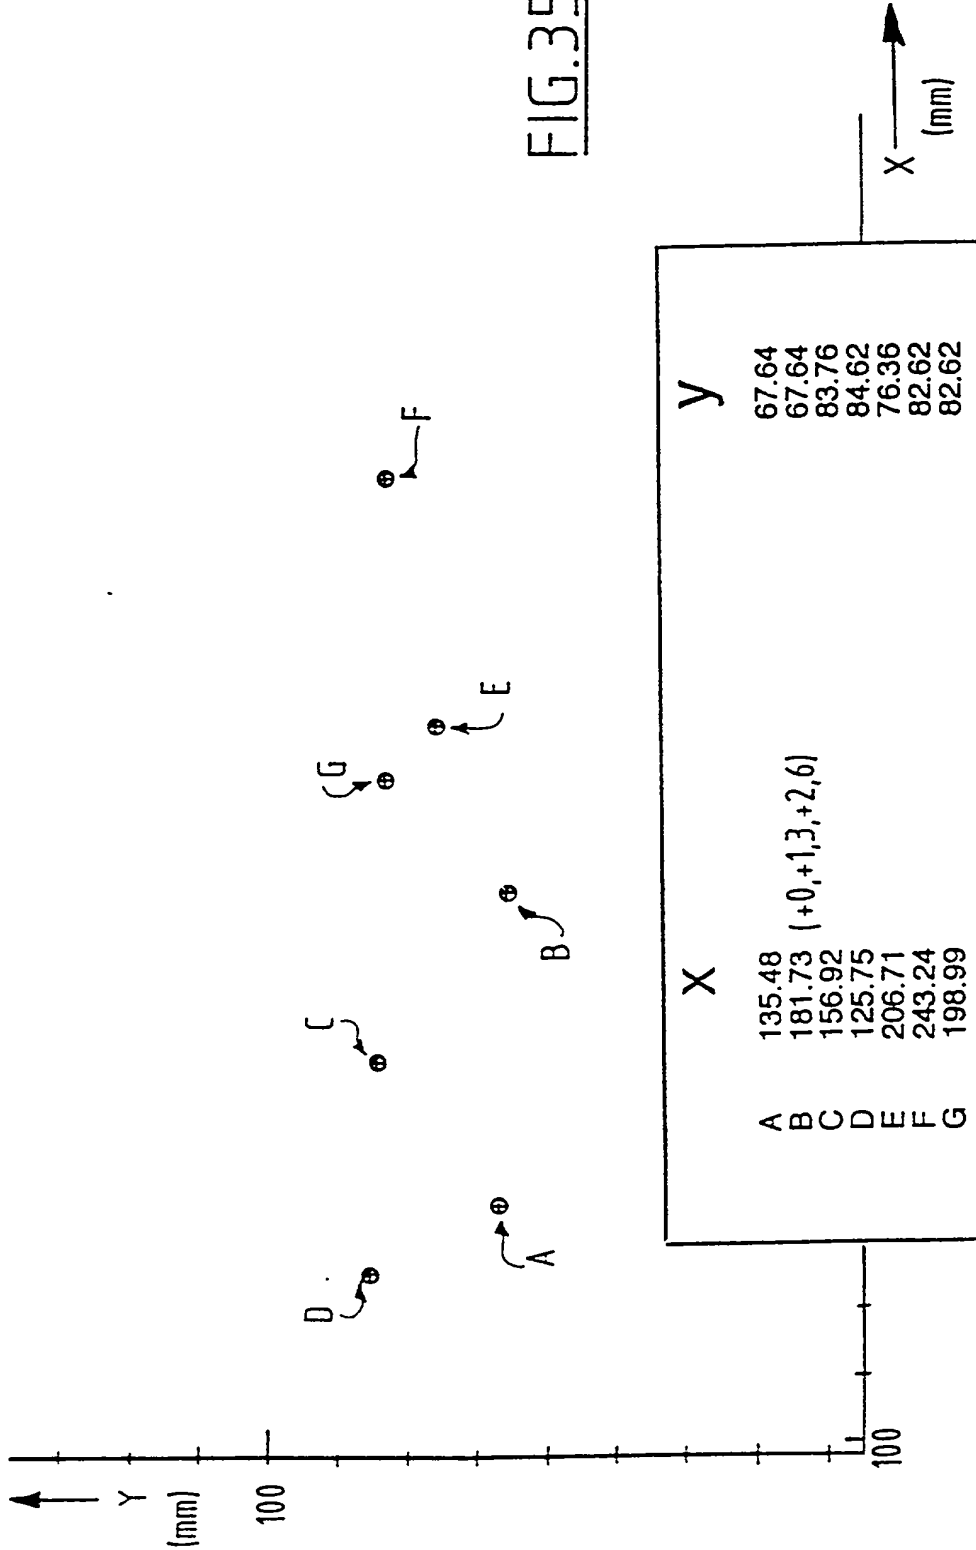 Y
(mm)
100
D
C
G
F
A
B
E
FIG.3
X
(mm)
100
X y
A 135.48 67.64
B 181.73 (+0,+1,3,+2,6) 67.64
C 156.92 83.76
D 125.75 84.62
E 206.71 76.36
F 243.24 82.62
G 198.99 82.62